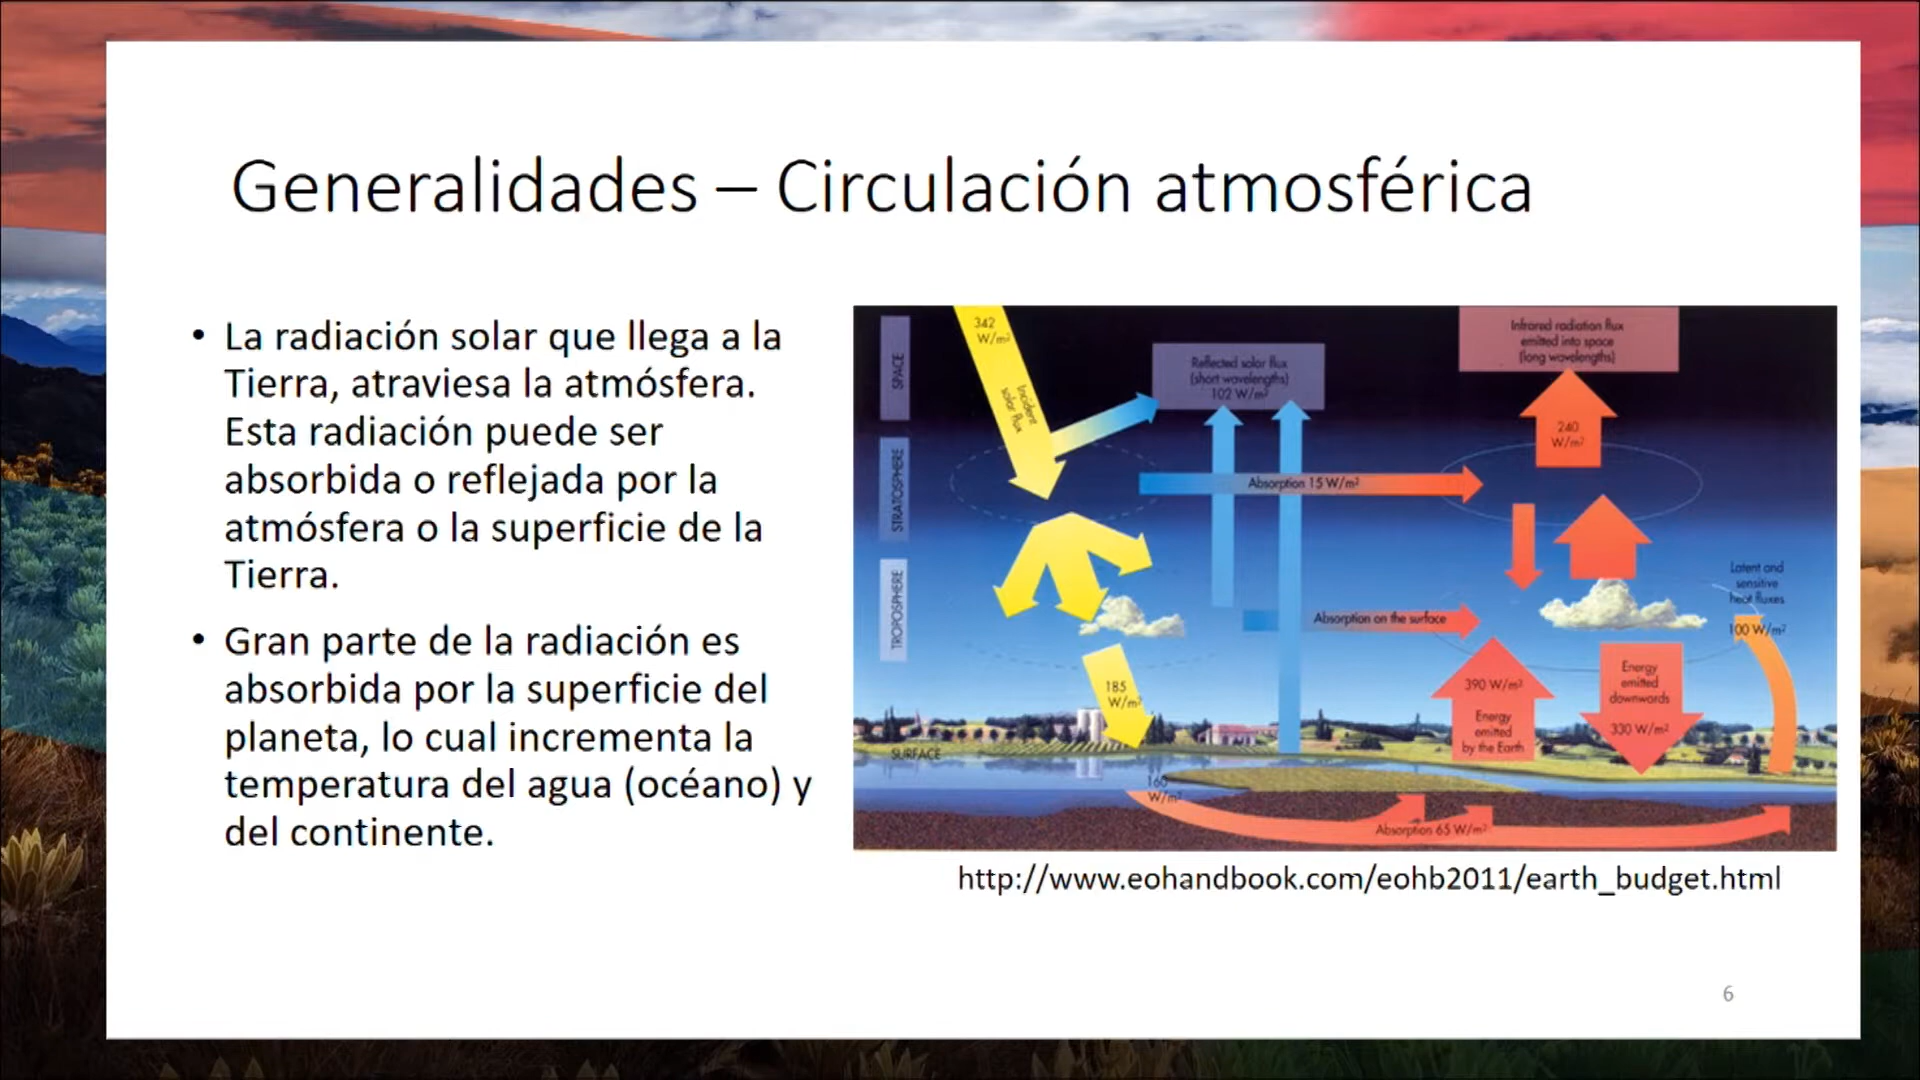 Generalidades – Circulación atmosférica
• La radiación solar que llega a la
Tierra, atraviesa la atmósfera.
Esta radiación puede ser
absorbida o reflejada por la
atmósfera o la superficie de la
Tierra.
• Gran parte de la radiación es
absorbida por la superficie del
planeta, lo cual incrementa la
temperatura del agua (océano) y
del continente.
SPACE
STRATOSPHERE
TROPOSPHERE
SURFACE
342
W/m²
Incident
solar flux
Reflected solar flux
(short wavelengths)
102 W/m²
Infrared radiation flux
emitted into space
(long wavelengths)
240
W/m²
Absorption 15 W/m²
Absorption on the surface
Latent and
sensitive
heat fluxes
100 W/m²
185
W/m²
390 W/m²
Energy
emitted
by the Earth
Energy
emitted
downwards
330 W/m²
160
W/m²
Absorption 65 W/m²
http://www.eohandbook.com/eohb2011/earth_budget.html
6